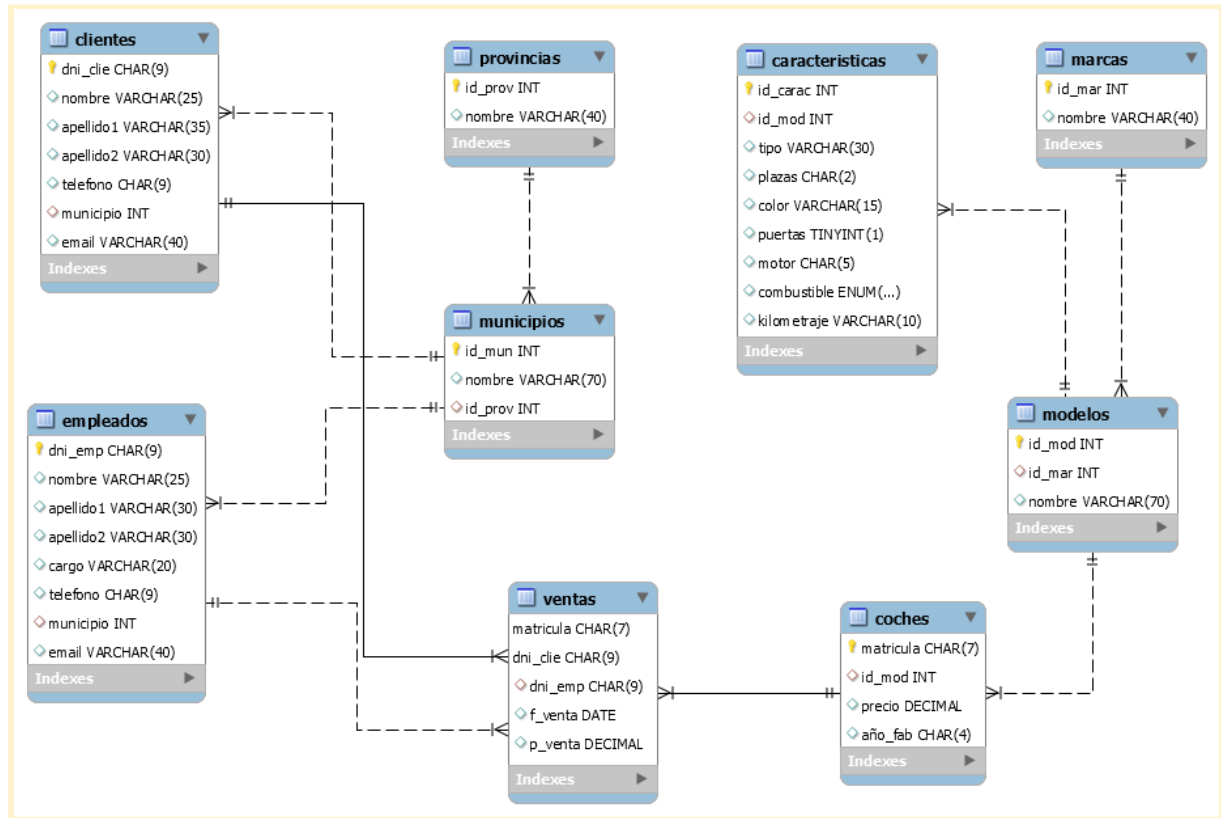 clientes
dni_clie CHAR(9)
nombre VARCHAR(25)
apellido1 VARCHAR(35)
apellido2 VARCHAR(30)
telefono CHAR(9)
municipio INT
email VARCHAR(40)
Indexes
provincias
id_prov INT
nombre VARCHAR(40)
Indexes
caracteristicas
id_carac INT
id_mod INT
tipo VARCHAR(30)
plazas CHAR(2)
color VARCHAR(15)
puertas TINYINT(1)
motor CHAR(5)
combustible ENUM(...)
kilometraje VARCHAR(10)
Indexes
marcas
id_mar INT
nombre VARCHAR(40)
Indexes
municipios
id_mun INT
nombre VARCHAR(70)
id_prov INT
Indexes
empleados
dni_emp CHAR(9)
nombre VARCHAR(25)
apellido1 VARCHAR(30)
apellido2 VARCHAR(30)
cargo VARCHAR(20)
telefono CHAR(9)
municipio INT
email VARCHAR(40)
Indexes
modelos
id_mod INT
id_mar INT
nombre VARCHAR(70)
Indexes
ventas
matricula CHAR(7)
dni_clie CHAR(9)
dni_emp CHAR(9)
f_venta DATE
p_venta DECIMAL
Indexes
coches
matricula CHAR(7)
id_mod INT
precio DECIMAL
año_fab CHAR(4)
Indexes